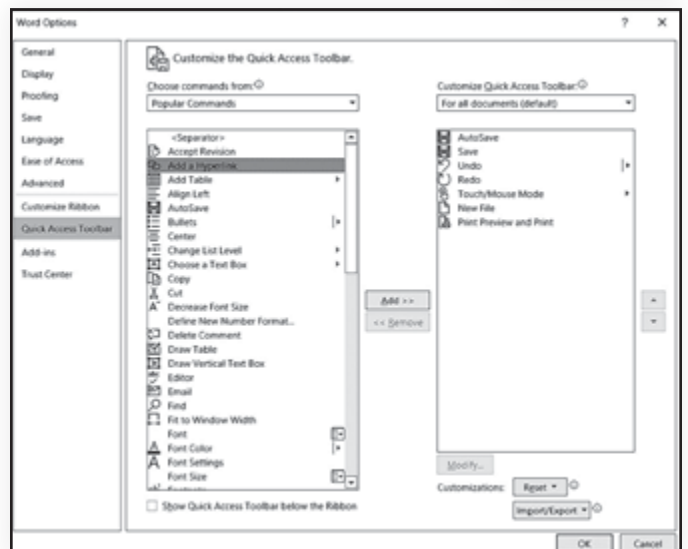 Word Options
?
×
General
Display
Proofing
Save
Language
Ease of Access
Advanced
Customize Ribbon
Quick Access Toolbar
Add-ins
Trust Center
Customize the Quick Access Toolbar.
Choose commands from:
Popular Commands
<Separator>
Accept Revision
Add a Hyperlink
Add Table
Align Left
AutoSave
Bullets
Center
Change List Level
Choose a Text Box
Copy
Cut
Decrease Font Size
Define New Number Format...
Delete Comment
Draw Table
Draw Vertical Text Box
Editor
Email
Find
Fit to Window Width
Font
Font Color
Font Settings
Font Size
Show Quick Access Toolbar below the Ribbon
Add >>
<< Remove
Customize Quick Access Toolbar:
For all documents (default)
AutoSave
Save
Undo
Redo
Touch/Mouse Mode
New File
Print Preview and Print
Modify...
Customizations:
Reset
Import/Export
OK
Cancel